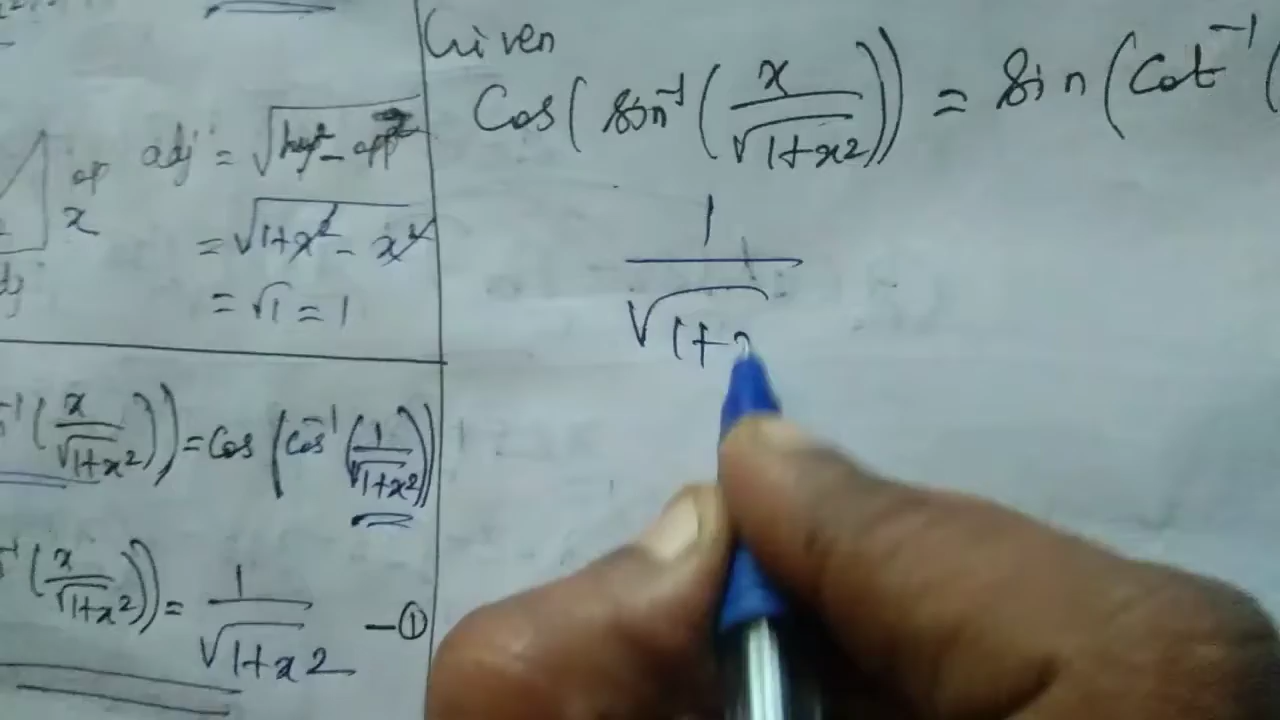 adj = √hyp² - opp²
op
x
= √1+x² - x²
= √1 = 1
(x/√1+x²)) = Cos (Cos⁻¹ (1/√1+x²))
(x/√1+x²)) = 1/√1+x² - ①
Given
Cos(Sin⁻¹(x/√1+x²)) = Sin(Cot⁻¹(
1/√1+